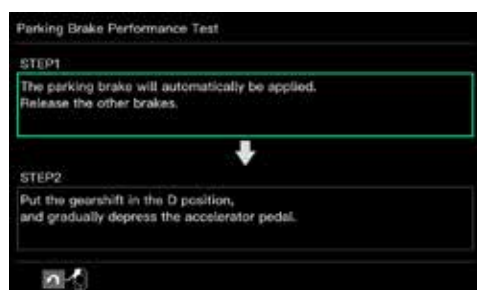 Parking Brake Performance Test
STEP1
The parking brake will automatically be applied.
Release the other brakes.
STEP2
Put the gearshift in the D position,
and gradually depress the accelerator pedal.